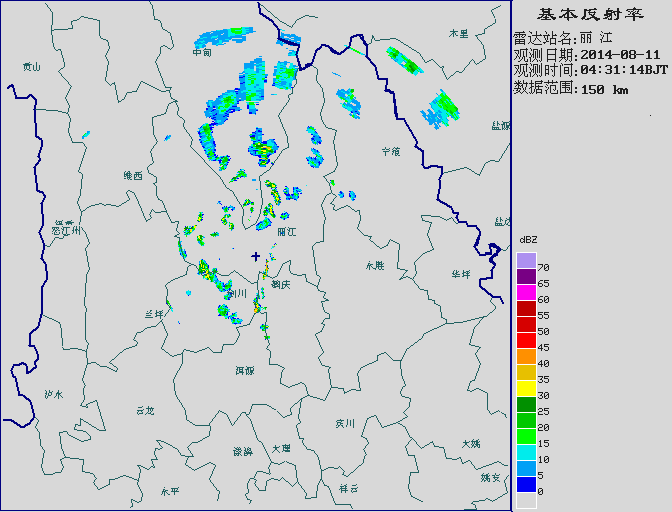 基本反射率
雷达站名:丽 江
观测日期:2014-08-11
观测时间:04:31:14BJT
数据范围:150 km
木里
中甸
贡山
盐源
宁蒗
维西
盐边
怒江州
丽江
永胜
华坪
鹤庆
剑川
兰坪
洱源
泸水
云龙
宾川
大姚
漾濞
大理
姚安
永平
祥云
dBZ
70
65
60
55
50
45
40
35
30
25
20
15
10
5
0